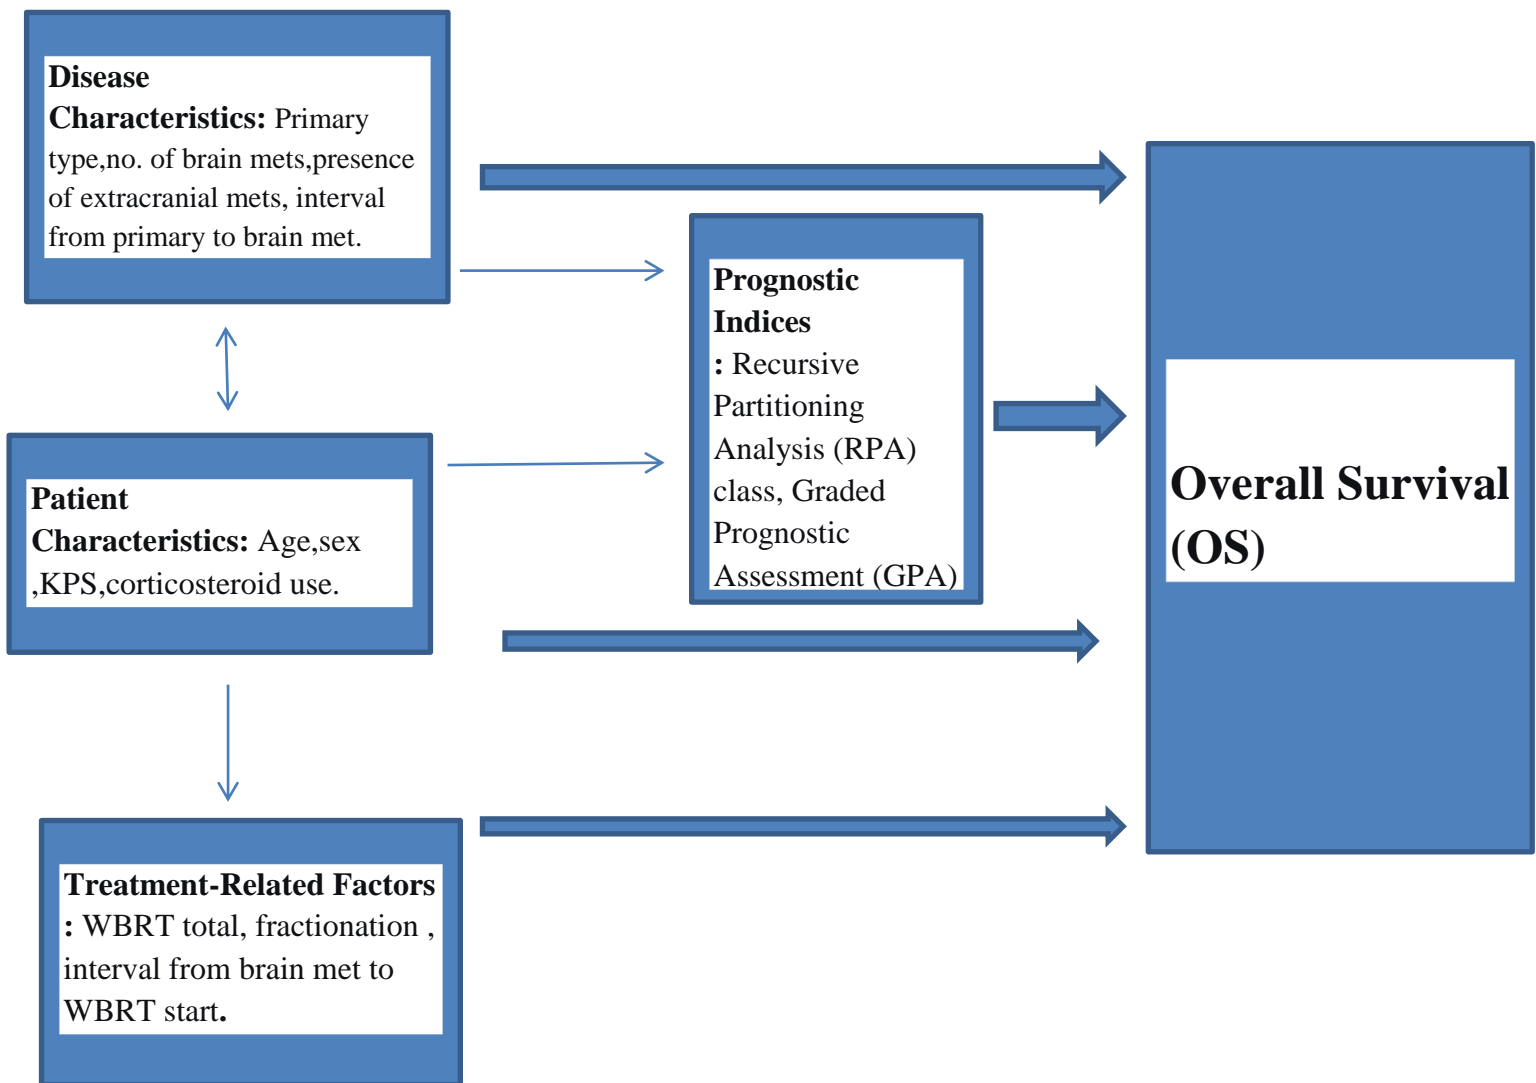 Disease
Characteristics: Primary
type,no. of brain mets,presence
of extracranial mets, interval
from primary to brain met.
Prognostic
Indices
: Recursive
Partitioning
Analysis (RPA)
class, Graded
Prognostic
Assessment (GPA)
Overall Survival
(OS)
Patient
Characteristics: Age,sex
,KPS,corticosteroid use.
Treatment-Related Factors
: WBRT total, fractionation ,
interval from brain met to
WBRT start.